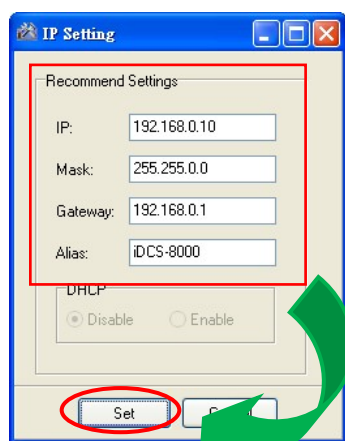 IP Setting
Recommend Settings
IP: 192.168.0.10
Mask: 255.255.0.0
Gateway: 192.168.0.1
Alias: iDCS-8000
DHCP
Disable Enable
Set